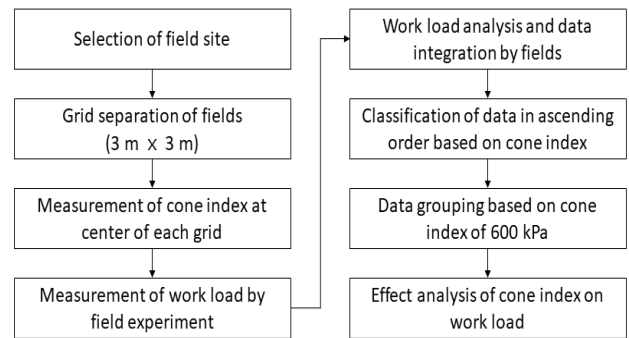 Selection of field site
Grid separation of fields
(3 m × 3 m)
Measurement of cone index at
center of each grid
Measurement of work load by
field experiment
Work load analysis and data
integration by fields
Classification of data in ascending
order based on cone index
Data grouping based on cone
index of 600 kPa
Effect analysis of cone index on
work load